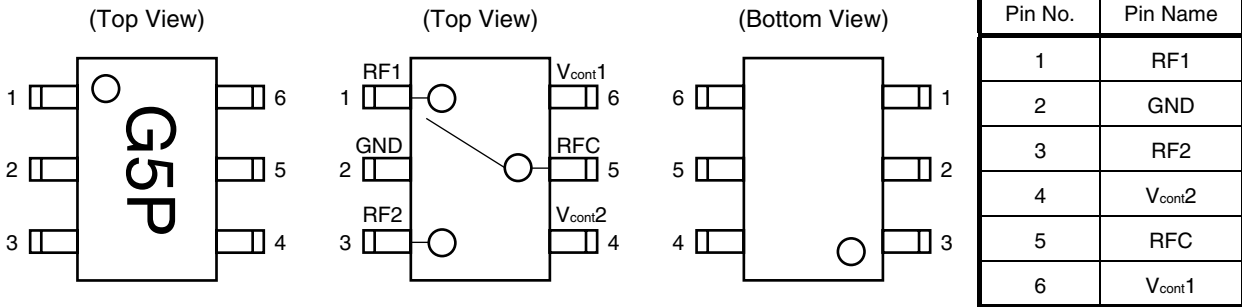 (Top View)
1
2
3
G5P
6
5
4
(Top View)
RF1
1
GND
2
RF2
3
Vcont1
6
RFC
5
Vcont2
4
(Bottom View)
6
5
4
1
2
3
Pin No. Pin Name
1 RF1
2 GND
3 RF2
4 Vcont2
5 RFC
6 Vcont1